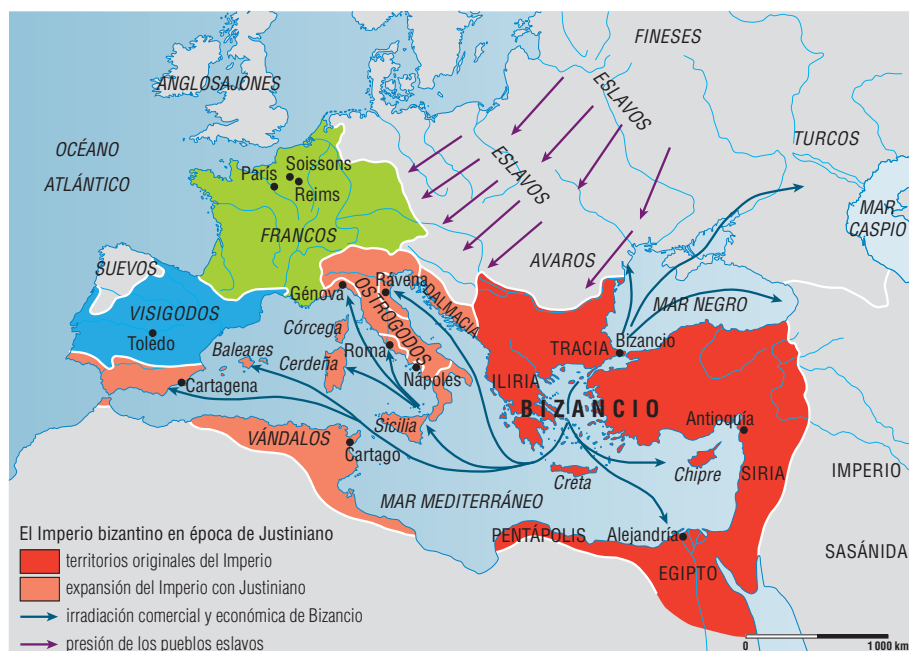 FINESES
ANGLOSAJONES
ESLAVOS
TURCOS
OCÉANO
ATLÁNTICO
ESLAVOS
Soissons
París
Reims
MAR
CASPIO
FRANCOS
AVAROS
SUEVOS
Génova
Rávena
DALMACIA
OSTROGODOS
MAR NEGRO
VISIGODOS
Toledo
Córcega
Baleares
Cerdeña
Roma
Nápoles
TRACIA
Bizancio
ILIRIA
Cartagena
BIZANCIO
Antioquía
Sicilia
VÁNDALOS
Cartago
Creta
Chipre
SIRIA
IMPERIO
MAR MEDITERRÁNEO
PENTÁPOLIS
Alejandría
SASÁNIDA
EGIPTO
El Imperio bizantino en época de Justiniano
territorios originales del Imperio
expansión del Imperio con Justiniano
irradiación comercial y económica de Bizancio
presión de los pueblos eslavos
0 1 000 km